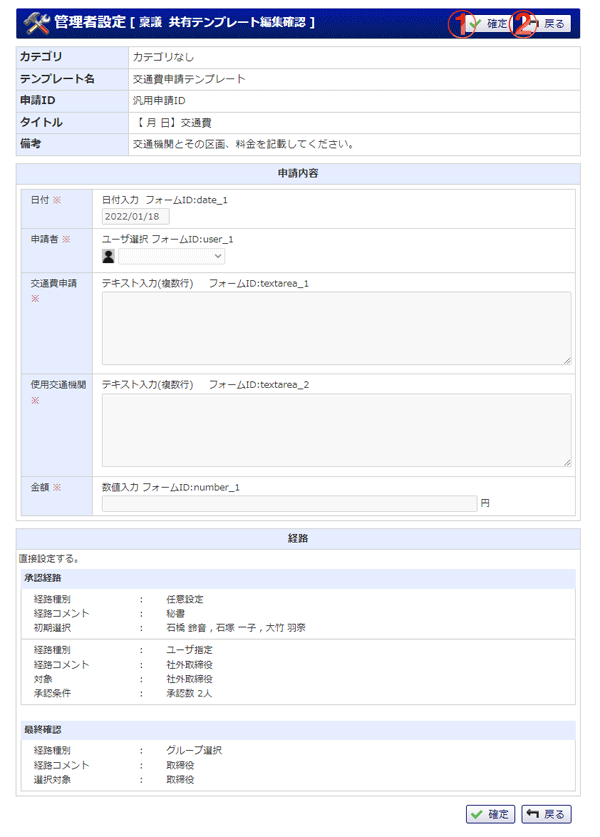 管理者設定 [ 稟議 共有テンプレート編集確認 ]
① 確定 ② 戻る
カテゴリ カテゴリなし
テンプレート名 交通費申請テンプレート
申請ID 汎用申請ID
タイトル 【 月 日】交通費
備考 交通機関とその区画、料金を記載してください。
申請内容
日付 ※ 日付入力 フォームID:date_1
2022/01/18
申請者 ※ ユーザ選択 フォームID:user_1
交通費申請 テキスト入力(複数行) フォームID:textarea_1
※
使用交通機関 テキスト入力(複数行) フォームID:textarea_2
※
金額 ※ 数値入力 フォームID:number_1
円
経路
直接設定する。
承認経路
経路種別 : 任意設定
経路コメント : 秘書
初期選択 : 石橋 鈴音 , 石塚 一子 , 大竹 羽奈
経路種別 : ユーザ指定
経路コメント : 社外取締役
対象 : 社外取締役
承認条件 : 承認数 2人
最終確認
経路種別 : グループ選択
経路コメント : 取締役
選択対象 : 取締役
確定 戻る